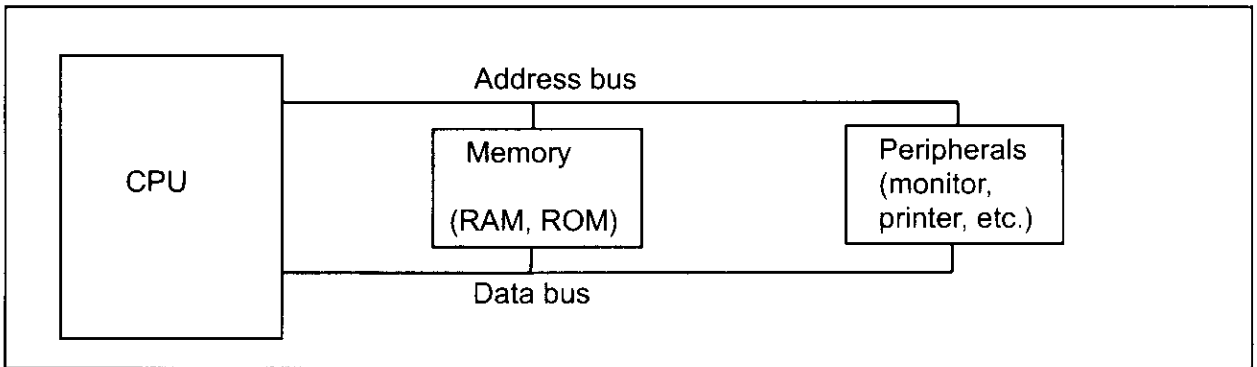 Address bus
CPU
Memory
(RAM, ROM)
Peripherals
(monitor,
printer, etc.)
Data bus